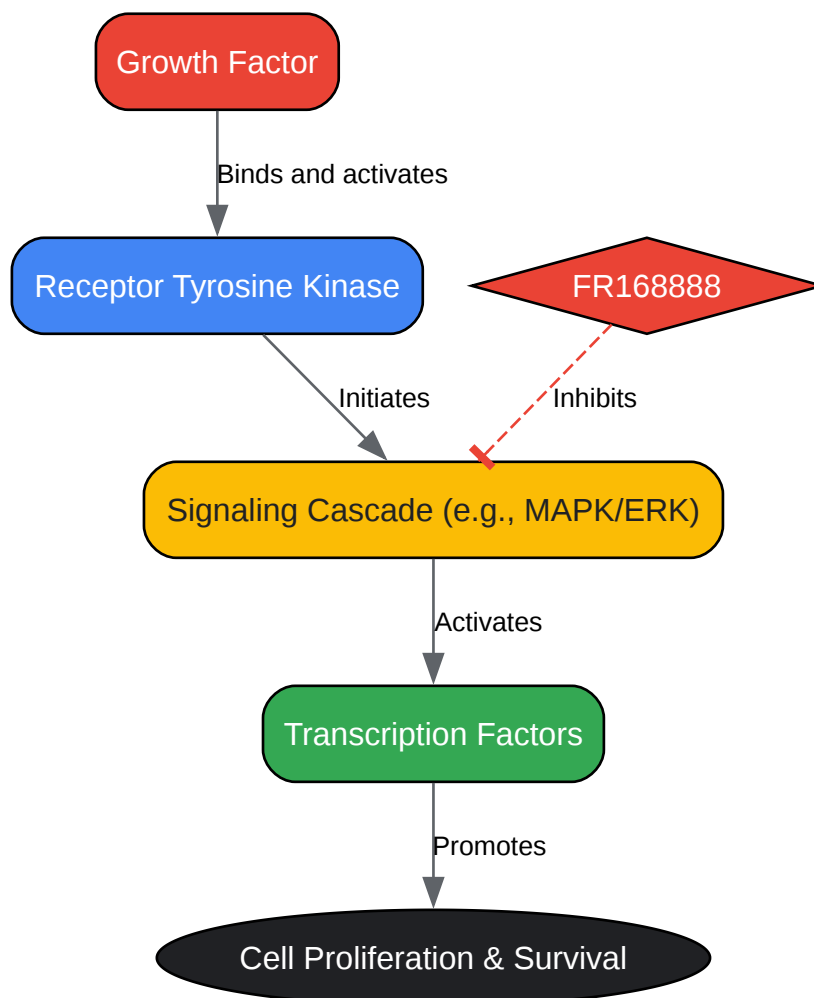 Growth Factor
Binds and activates
Receptor Tyrosine Kinase
FR168888
Initiates
Inhibits
Signaling Cascade (e.g., MAPK/ERK)
Activates
Transcription Factors
Promotes
Cell Proliferation & Survival